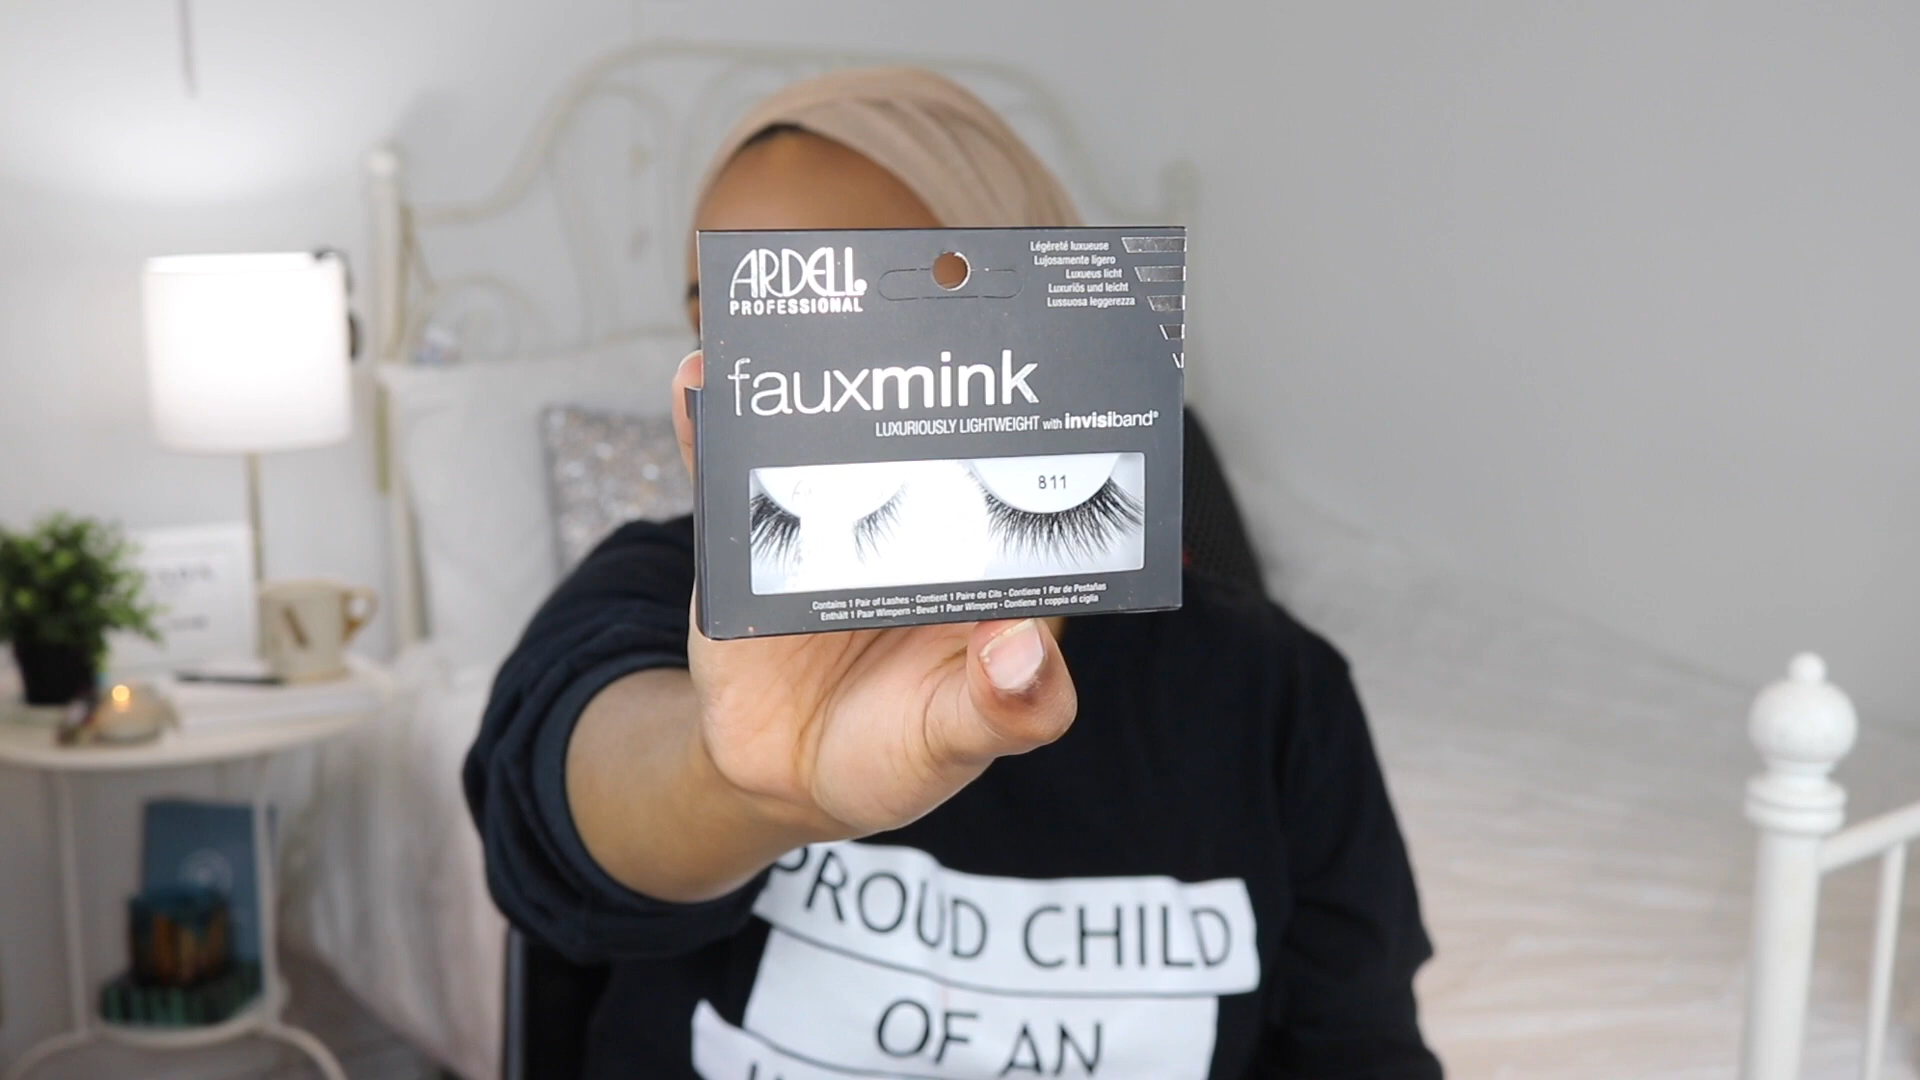 ARDELL
PROFESSIONAL
Légèreté luxueuse
Lujosamente ligero
Luxueus licht
Luxuriös und leicht
Lussuosa leggerezza
fauxmink
LUXURIOUSLY LIGHTWEIGHT with invisiband®
811
Contains 1 Pair of Lashes - Contient 1 Paire de Cils - Contiene 1 Par de Pestañas
Enthält 1 Paar Wimpern - Bevat 1 Paar Wimpers - Contiene 1 coppia di ciglia
PROUD CHILD
OF AN